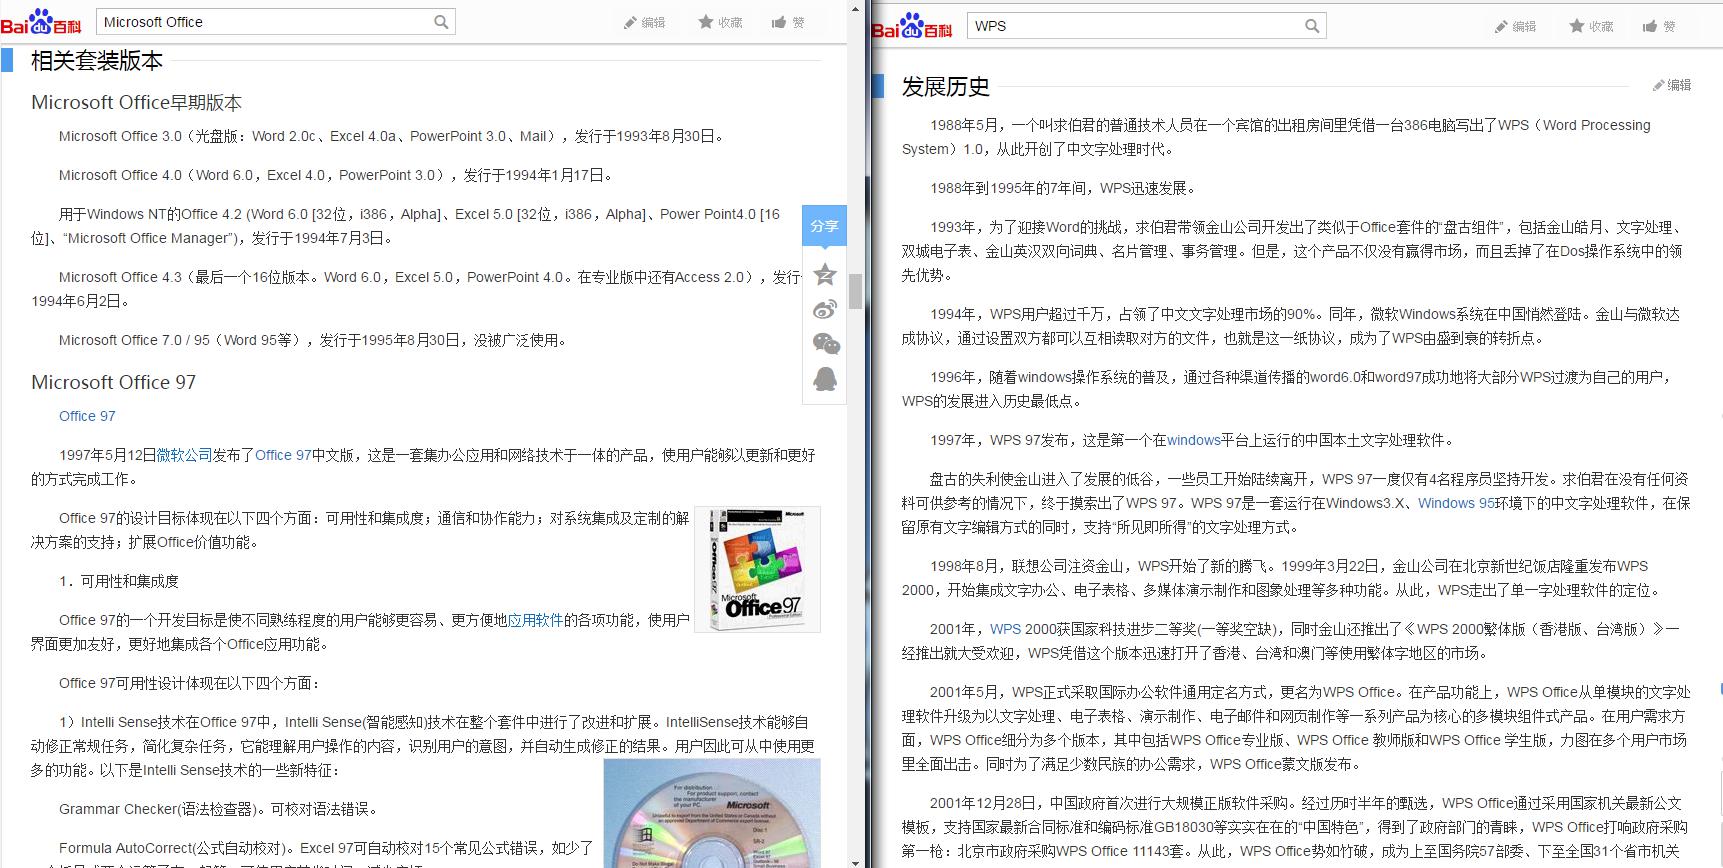 Bai du 百科
Microsoft Office
编辑
收藏
赞
相关套装版本
Microsoft Office早期版本
Microsoft Office 3.0（光盘版：Word 2.0c、Excel 4.0a、PowerPoint 3.0、Mail），发行于1993年8月30日。
Microsoft Office 4.0（Word 6.0，Excel 4.0，PowerPoint 3.0），发行于1994年1月17日。
用于Windows NT的Office 4.2 (Word 6.0 [32位，i386，Alpha]、Excel 5.0 [32位，i386，Alpha]、Power Point4.0 [16
位]、“Microsoft Office Manager”)，发行于1994年7月3日。
Microsoft Office 4.3（最后一个16位版本。Word 6.0，Excel 5.0，PowerPoint 4.0。在专业版中还有Access 2.0），发行
1994年6月2日。
Microsoft Office 7.0 / 95（Word 95等），发行于1995年8月30日，没被广泛使用。
分享
Microsoft Office 97
Office 97
1997年5月12日微软公司发布了Office 97中文版，这是一套集办公应用和网络技术于一体的产品，使用户能够以更新和更好
的方式完成工作。
Office 97的设计目标体现在以下四个方面：可用性和集成度；通信和协作能力；对系统集成及定制的解
决方案的支持；扩展Office价值功能。
1．可用性和集成度
Office 97的一个开发目标是使不同熟练程度的用户能够更容易、更方便地应用软件的各项功能，使用户
界面更加友好，更好地集成各个Office应用功能。
Microsoft
Office 97
Microsoft
Office 97
Office 97可用性设计体现在以下四个方面：
1）Intelli Sense技术在Office 97中，Intelli Sense(智能感知)技术在整个套件中进行了改进和扩展。IntelliSense技术能够自
动修正常规任务，简化复杂任务，它能理解用户操作的内容，识别用户的意图，并自动生成修正的结果。用户因此可从中使用更
多的功能。以下是Intelli Sense技术的一些新特征：
Grammar Checker(语法检查器)。可校对语法错误。
Formula AutoCorrect(公式自动校对)。Excel 97可自动校对15个常见公式错误，如少了
For distribution
For product support, contact
the manufacturer
of your PC.
Microsoft
Disc 1
SR-2
Word 97
Bai du 百科
WPS
编辑
收藏
赞
发展历史
编辑
1988年5月，一个叫求伯君的普通技术人员在一个宾馆的出租房间里凭借一台386电脑写出了WPS（Word Processing
System）1.0，从此开创了中文字处理时代。
1988年到1995年的7年间，WPS迅速发展。
1993年，为了迎接Word的挑战，求伯君带领金山公司开发出了类似于Office套件的“盘古组件”，包括金山皓月、文字处理、
双城电子表、金山英汉双向词典、名片管理、事务管理。但是，这个产品不仅没有赢得市场，而且丢掉了在Dos操作系统中的领
先优势。
1994年，WPS用户超过千万，占领了中文文字处理市场的90%。同年，微软Windows系统在中国悄然登陆。金山与微软达
成协议，通过设置双方都可以互相读取对方的文件，也就是这一纸协议，成为了WPS由盛到衰的转折点。
1996年，随着windows操作系统的普及，通过各种渠道传播的word6.0和word97成功地将大部分WPS过渡为自己的用户，
WPS的发展进入历史最低点。
1997年，WPS 97发布，这是第一个在windows平台上运行的中国本土文字处理软件。
盘古的失利使金山进入了发展的低谷，一些员工开始陆续离开，WPS 97一度仅有4名程序员坚持开发。求伯君在没有任何资
料可供参考的情况下，终于摸索出了WPS 97。WPS 97是一套运行在Windows3.X、Windows 95环境下的中文字处理软件，在保
留原有文字编辑方式的同时，支持“所见即所得”的文字处理方式。
1998年8月，联想公司注资金山，WPS开始了新的腾飞。1999年3月22日，金山公司在北京新世纪饭店隆重发布WPS
2000，开始集成文字办公、电子表格、多媒体演示制作和图象处理等多种功能。从此，WPS走出了单一字处理软件的定位。
2001年，WPS 2000获国家科技进步二等奖(一等奖空缺)，同时金山还推出了《WPS 2000繁体版（香港版、台湾版）》一
经推出就大受欢迎，WPS凭借这个版本迅速打开了香港、台湾和澳门等使用繁体字地区的市场。
2001年5月，WPS正式采取国际办公软件通用定名方式，更名为WPS Office。在产品功能上，WPS Office从单模块的文字处
理软件升级为以文字处理、电子表格、演示制作、电子邮件和网页制作等一系列产品为核心的多模块组件式产品。在用户需求方
面，WPS Office细分为多个版本，其中包括WPS Office专业版、WPS Office 教师版和WPS Office 学生版，力图在多个用户市场
里全面出击。同时为了满足少数民族的办公需求，WPS Office蒙文版发布。
2001年12月28日，中国政府首次进行大规模正版软件采购。经过历时半年的甄选，WPS Office通过采用国家机关最新公文
模板，支持国家最新合同标准和编码标准GB18030等实实在在的“中国特色”，得到了政府部门的青睐，WPS Office打响政府采购
第一枪：北京市政府采购WPS Office 11143套。从此，WPS Office势如竹破，成为上至国务院57部委、下至全国31个省市机关